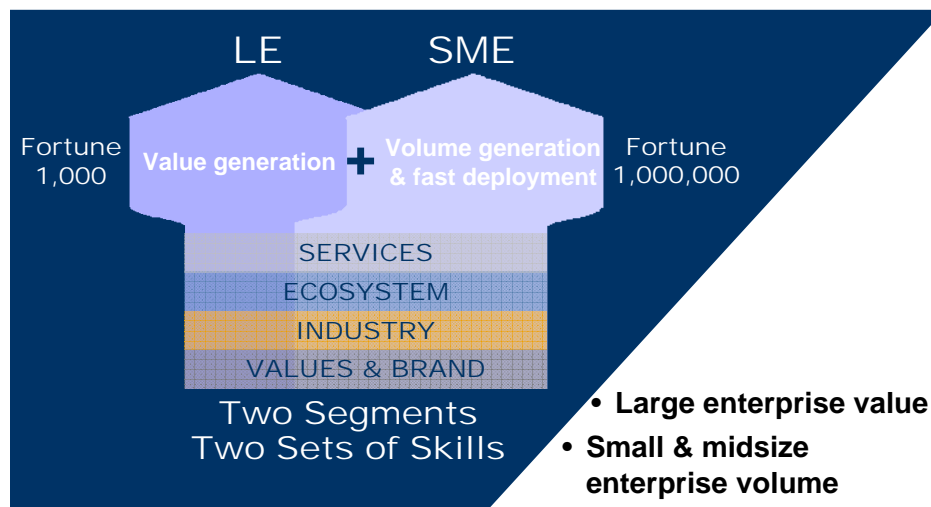 LE
SME
Fortune
1,000
Value generation
+
Volume generation
& fast deployment
Fortune
1,000,000
SERVICES
ECOSYSTEM
INDUSTRY
VALUES & BRAND
Two Segments
Two Sets of Skills
• Large enterprise value
• Small & midsize
enterprise volume